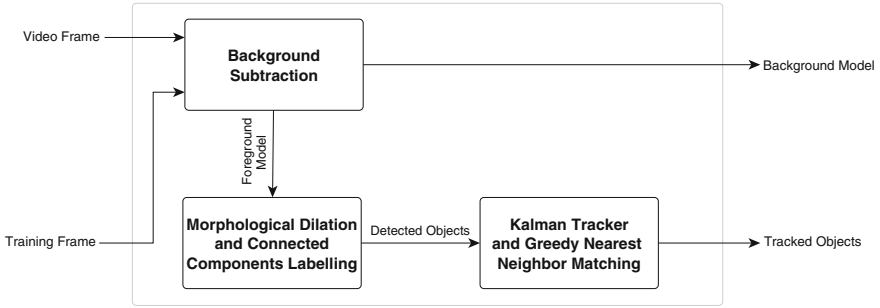 Video Frame
Background
Subtraction
Background Model
Foreground
Model
Training Frame
Morphological Dilation
and Connected
Components Labelling
Detected Objects
Kalman Tracker
and Greedy Nearest
Neighbor Matching
Tracked Objects